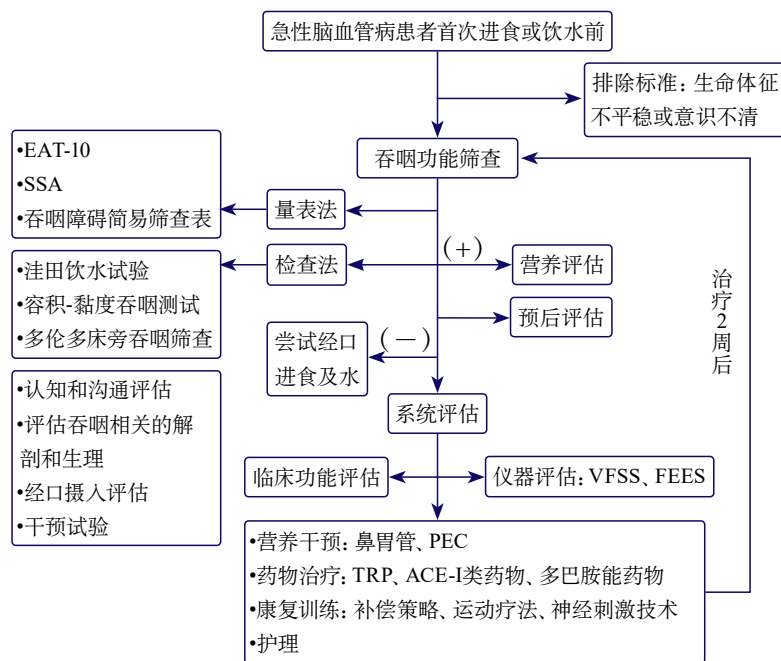 急性脑血管病患者首次进食或饮水前
排除标准：生命体征
不平稳或意识不清
吞咽功能筛查
•EAT-10
•SSA
•吞咽障碍简易筛查表
量表法
•洼田饮水试验
•容积-黏度吞咽测试
•多伦多床旁吞咽筛查
检查法
(+)
营养评估
预后评估
(-)
尝试经口
进食及水
治疗2周后
系统评估
•认知和沟通评估
•评估吞咽相关的解
剖和生理
•经口摄入评估
•干预试验
临床功能评估
仪器评估：VFSS、FEES
•营养干预：鼻胃管、PEC
•药物治疗：TRP、ACE-I类药物、多巴胺能药物
•康复训练：补偿策略、运动疗法、神经刺激技术
•护理